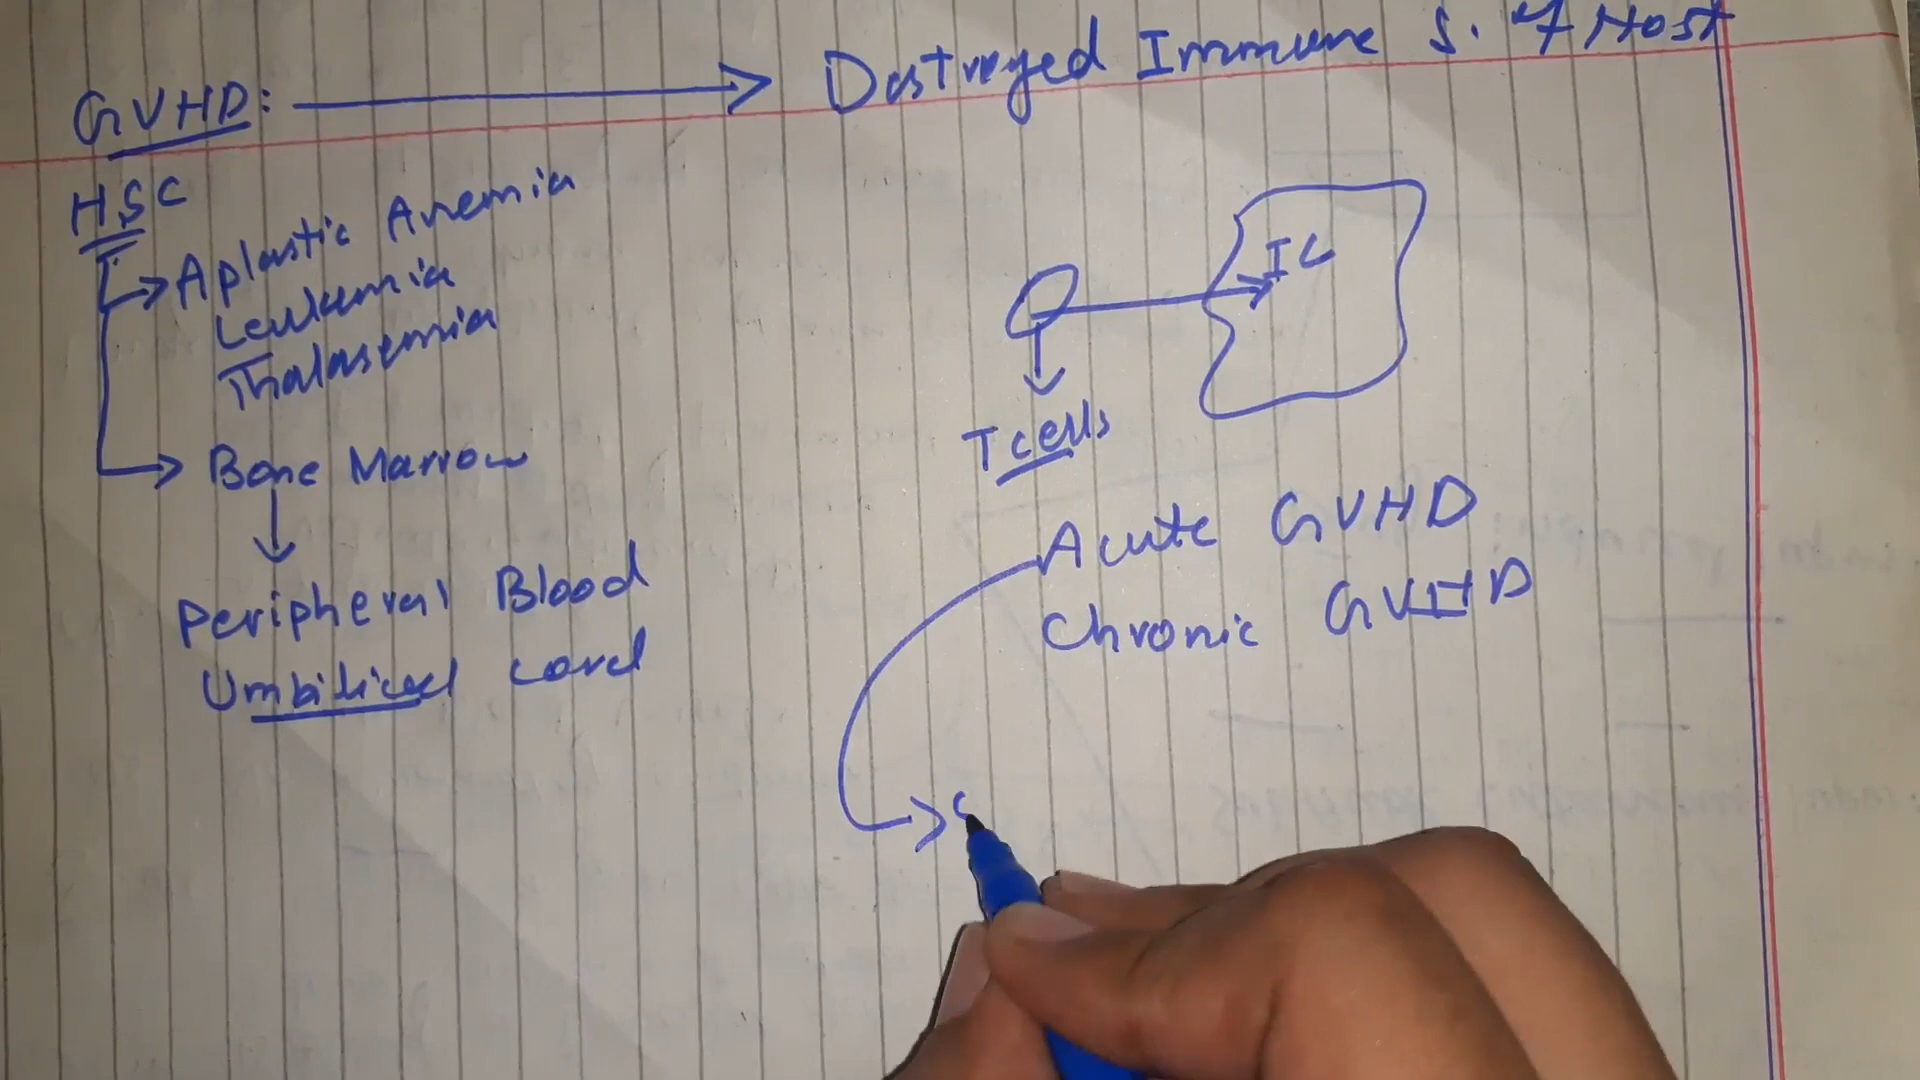 GVHD: → Destroyed Immune S. of Host
HSC
→ Aplastic Anemia
Leukemia
Thalasemia
→ Bone Marrow
↓
Peripheral Blood
Umbilical cord
IC
T cells
Acute GVHD
Chronic GVHD